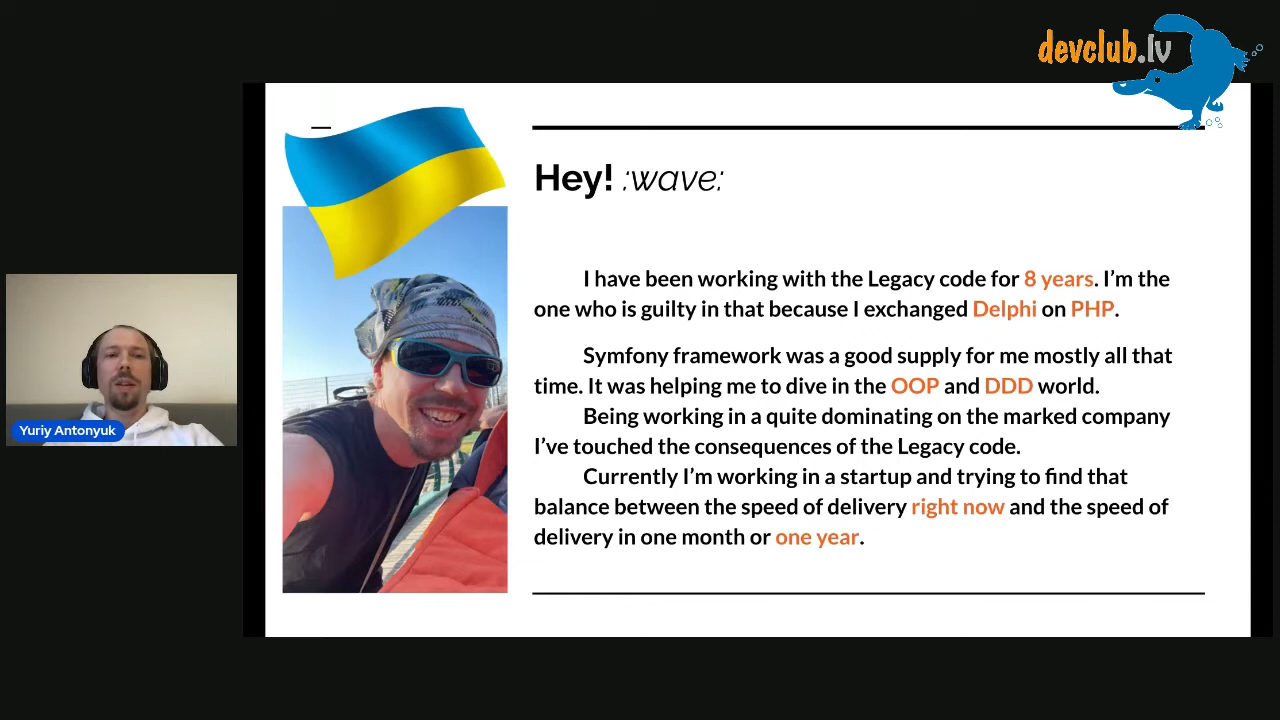 devclub.lv
Hey! :wave:
I have been working with the Legacy code for 8 years. I’m the
one who is guilty in that because I exchanged Delphi on PHP.
Symfony framework was a good supply for me mostly all that
time. It was helping me to dive in the OOP and DDD world.
Being working in a quite dominating on the marked company
I’ve touched the consequences of the Legacy code.
Currently I’m working in a startup and trying to find that
balance between the speed of delivery right now and the speed of
delivery in one month or one year.
Yuriy Antonyuk